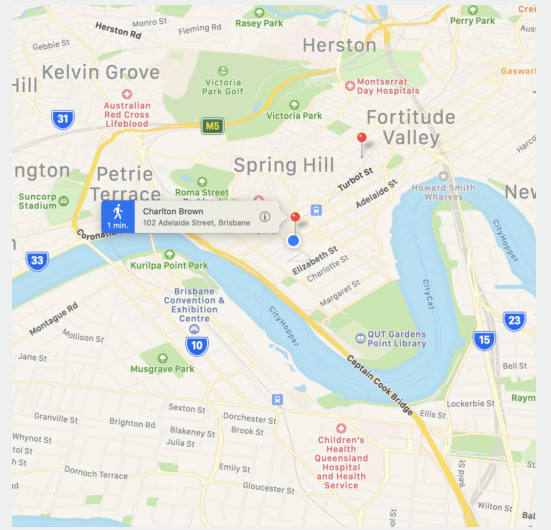 Monro St
Rasey Park
Perry Park
Herston Rd
Fleming Rd
Gebbie St
Herston
Kelvin Grove
Victoria
Park Golf
Montserrat
Day Hospitals
Australian
Red Cross
Lifeblood
31
M5
Victoria Park
Fortitude
Valley
Spring Hill
Petrie
Terrace
Turbot St
Adelaide St
Howard Smith
Wharves
Suncorp
Stadium
Roma Street
1 min.
Charlton Brown
102 Adelaide Street, Brisbane
33
Kurilpa Point Park
Elizabeth St
Charlotte St
Margaret St
CityHopper
CityCat
Brisbane
Convention &
Exhibition
Centre
CityHopper
Montague Rd
Mollison St
10
QUT Gardens
Point Library
23
15
Jane St
Musgrave Park
Captain Cook Bridge
Bell St
Sexton St
Dorchester St
Ellis St
Lockerbie St
Granville St
Brighton Rd
Blakeney St
Brook St
Julia St
Whynot St
Children's
Health
Queensland
Hospital
and Health
Service
Dornoch Terrace
Emily St
Gloucester St
Reid St
Wilton St